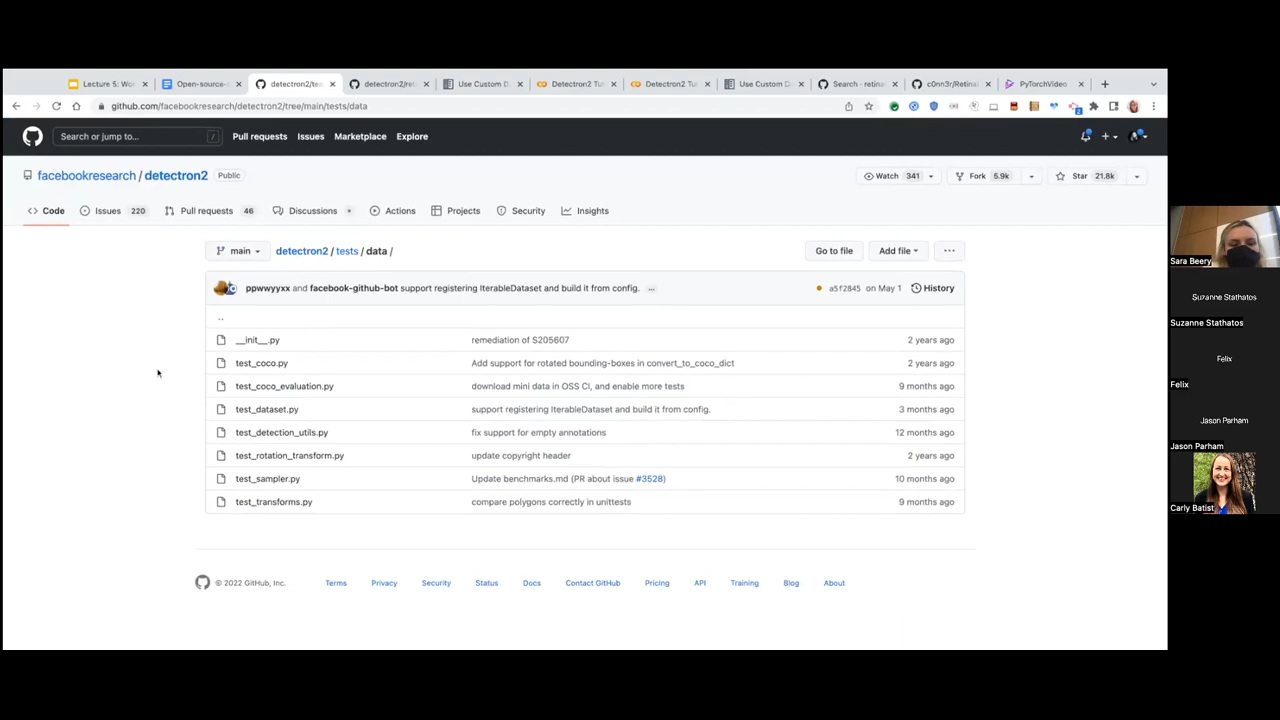 Lecture 5: Wo
Open-source-
detectron2/tes
detectron2/ret
Use Custom D
Detectron2 Tu
Detectron2 Tu
Use Custom D
Search · retina
c0nn3r/Retina
PyTorchVideo
github.com/facebookresearch/detectron2/tree/main/tests/data
Search or jump to...
/
Pull requests
Issues
Marketplace
Explore
facebookresearch / detectron2
Public
Watch 341
Fork 5.9k
Star 21.8k
Code
Issues 220
Pull requests 46
Discussions
Actions
Projects
Security
Insights
main
detectron2 / tests / data /
Go to file
Add file
ppwwyyxx and facebook-github-bot support registering IterableDataset and build it from config. ...
a5f2845 on May 1
History
..
__init__.py remediation of S205607 2 years ago
test_coco.py Add support for rotated bounding-boxes in convert_to_coco_dict 2 years ago
test_coco_evaluation.py download mini data in OSS CI, and enable more tests 9 months ago
test_dataset.py support registering IterableDataset and build it from config. 3 months ago
test_detection_utils.py fix support for empty annotations 12 months ago
test_rotation_transform.py update copyright header 2 years ago
test_sampler.py Update benchmarks.md (PR about issue #3528) 10 months ago
test_transforms.py compare polygons correctly in unittests 9 months ago
© 2022 GitHub, Inc.
Terms
Privacy
Security
Status
Docs
Contact GitHub
Pricing
API
Training
Blog
About
Sara Beery
Suzanne Stathatos
Suzanne Stathatos
Felix
Felix
Jason Parham
Jason Parham
Carly Batist